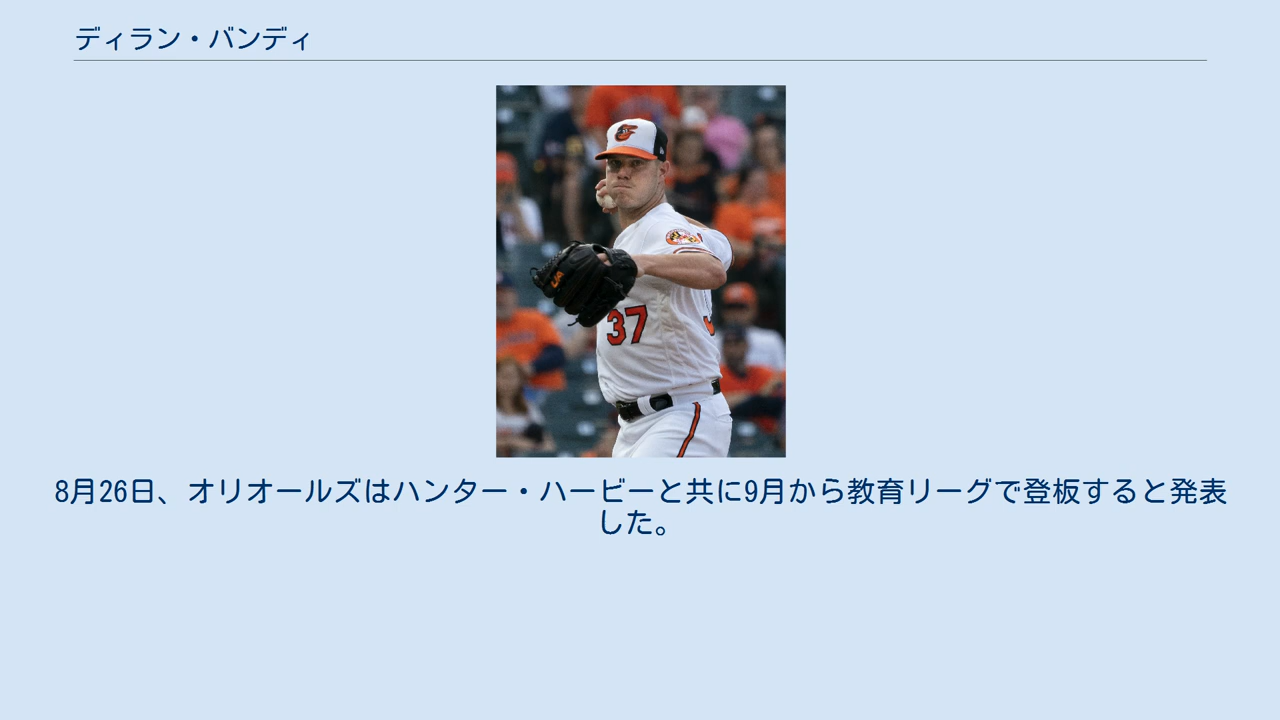 ディラン・バンディ
37
8月26日、オリオールズはハンター・ハービーと共に9月から教育リーグで登板すると発表
した。